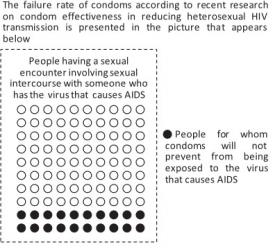 The failure rate of condoms according to recent research
on condom effectiveness in reducing heterosexual HIV
transmission is presented in the picture that appears
below
People having a sexual
encounter involving sexual
intercourse with someone who
has the virus that causes AIDS
People for whom
condoms will not
prevent from being
exposed to the virus
that causes AIDS